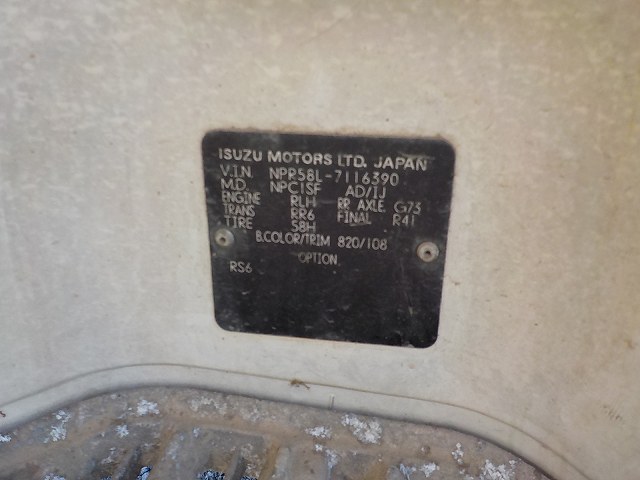 ISUZU MOTORS LTD. JAPAN
V.I.N. NPR58L-7116390
M.D. NPC1SF AD/IJ
ENGINE RLH RR AXLE G73
TRANS RR6 FINAL R41
TIRE S8H
B.COLOR/TRIM 820/108
OPTION
RS6